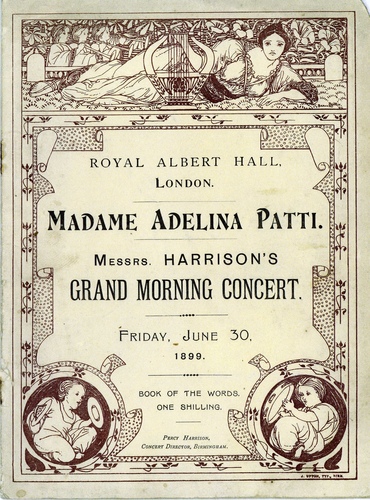 ROYAL ALBERT HALL,
LONDON.
MADAME ADELINA PATTI.
MESSRS. HARRISON'S
GRAND MORNING CONCERT.
FRIDAY, JUNE 30,
1899.
BOOK OF THE WORDS,
ONE SHILLING.
PERCY HARRISON,
CONCERT DIRECTOR, BIRMINGHAM.